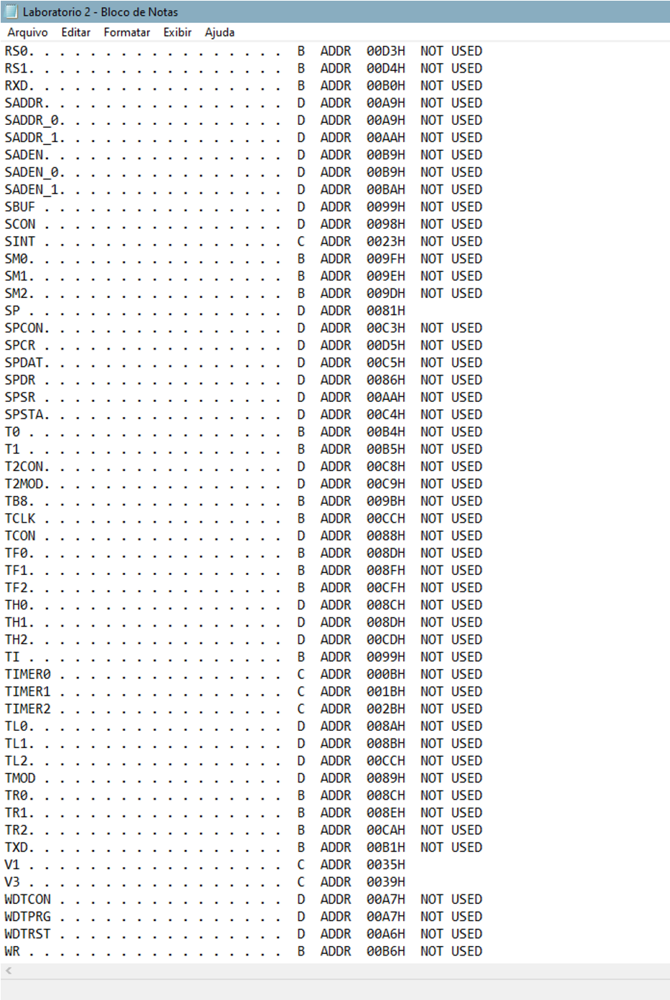 Laboratorio 2 - Bloco de Notas
Arquivo Editar Formatar Exibir Ajuda
RS0. . . . . . . . . . . . . . . . . B ADDR 00D3H NOT USED
RS1. . . . . . . . . . . . . . . . . B ADDR 00D4H NOT USED
RXD. . . . . . . . . . . . . . . . . B ADDR 00B0H NOT USED
SADDR. . . . . . . . . . . . . . . . D ADDR 00A9H NOT USED
SADDR_0. . . . . . . . . . . . . . . D ADDR 00A9H NOT USED
SADDR_1. . . . . . . . . . . . . . . D ADDR 00AAH NOT USED
SADEN. . . . . . . . . . . . . . . . D ADDR 00B9H NOT USED
SADEN_0. . . . . . . . . . . . . . . D ADDR 00B9H NOT USED
SADEN_1. . . . . . . . . . . . . . . D ADDR 00BAH NOT USED
SBUF . . . . . . . . . . . . . . . . D ADDR 0099H NOT USED
SCON . . . . . . . . . . . . . . . . D ADDR 0098H NOT USED
SINT . . . . . . . . . . . . . . . . C ADDR 0023H NOT USED
SM0. . . . . . . . . . . . . . . . . B ADDR 009FH NOT USED
SM1. . . . . . . . . . . . . . . . . B ADDR 009EH NOT USED
SM2. . . . . . . . . . . . . . . . . B ADDR 009DH NOT USED
SP . . . . . . . . . . . . . . . . . D ADDR 0081H
SPCON. . . . . . . . . . . . . . . . D ADDR 00C3H NOT USED
SPCR . . . . . . . . . . . . . . . . D ADDR 00D5H NOT USED
SPDAT. . . . . . . . . . . . . . . . D ADDR 00C5H NOT USED
SPDR . . . . . . . . . . . . . . . . D ADDR 0086H NOT USED
SPSR . . . . . . . . . . . . . . . . D ADDR 00AAH NOT USED
SPSTA. . . . . . . . . . . . . . . . D ADDR 00C4H NOT USED
T0 . . . . . . . . . . . . . . . . . B ADDR 00B4H NOT USED
T1 . . . . . . . . . . . . . . . . . B ADDR 00B5H NOT USED
T2CON. . . . . . . . . . . . . . . . D ADDR 00C8H NOT USED
T2MOD. . . . . . . . . . . . . . . . D ADDR 00C9H NOT USED
TB8. . . . . . . . . . . . . . . . . B ADDR 009BH NOT USED
TCLK . . . . . . . . . . . . . . . . B ADDR 00CCH NOT USED
TCON . . . . . . . . . . . . . . . . D ADDR 0088H NOT USED
TF0. . . . . . . . . . . . . . . . . B ADDR 008DH NOT USED
TF1. . . . . . . . . . . . . . . . . B ADDR 008FH NOT USED
TF2. . . . . . . . . . . . . . . . . B ADDR 00CFH NOT USED
TH0. . . . . . . . . . . . . . . . . D ADDR 008CH NOT USED
TH1. . . . . . . . . . . . . . . . . D ADDR 008DH NOT USED
TH2. . . . . . . . . . . . . . . . . D ADDR 00CDH NOT USED
TI . . . . . . . . . . . . . . . . . B ADDR 0099H NOT USED
TIMER0 . . . . . . . . . . . . . . . C ADDR 000BH NOT USED
TIMER1 . . . . . . . . . . . . . . . C ADDR 001BH NOT USED
TIMER2 . . . . . . . . . . . . . . . C ADDR 002BH NOT USED
TL0. . . . . . . . . . . . . . . . . D ADDR 008AH NOT USED
TL1. . . . . . . . . . . . . . . . . D ADDR 008BH NOT USED
TL2. . . . . . . . . . . . . . . . . D ADDR 00CCH NOT USED
TMOD . . . . . . . . . . . . . . . . D ADDR 0089H NOT USED
TR0. . . . . . . . . . . . . . . . . B ADDR 008CH NOT USED
TR1. . . . . . . . . . . . . . . . . B ADDR 008EH NOT USED
TR2. . . . . . . . . . . . . . . . . B ADDR 00CAH NOT USED
TXD. . . . . . . . . . . . . . . . . B ADDR 00B1H NOT USED
V1 . . . . . . . . . . . . . . . . . C ADDR 0035H
V3 . . . . . . . . . . . . . . . . . C ADDR 0039H
WDTCON . . . . . . . . . . . . . . . D ADDR 00A7H NOT USED
WDTPRG . . . . . . . . . . . . . . . D ADDR 00A7H NOT USED
WDTRST . . . . . . . . . . . . . . . D ADDR 00A6H NOT USED
WR . . . . . . . . . . . . . . . . . B ADDR 00B6H NOT USED